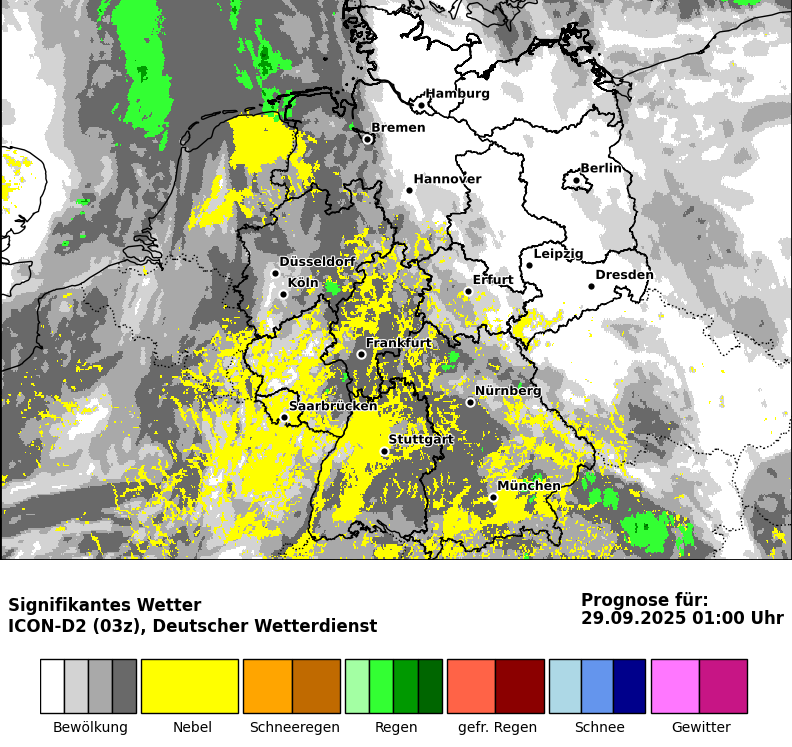 Hamburg
Bremen
Berlin
Hannover
Leipzig
Düsseldorf
Dresden
Erfurt
Köln
Frankfurt
Nürnberg
Saarbrücken
Stuttgart
München
Signifikantes Wetter
ICON-D2 (03z), Deutscher Wetterdienst
Prognose für:
29.09.2025 01:00 Uhr
Bewölkung Nebel Schneeregen Regen gefr. Regen Schnee Gewitter